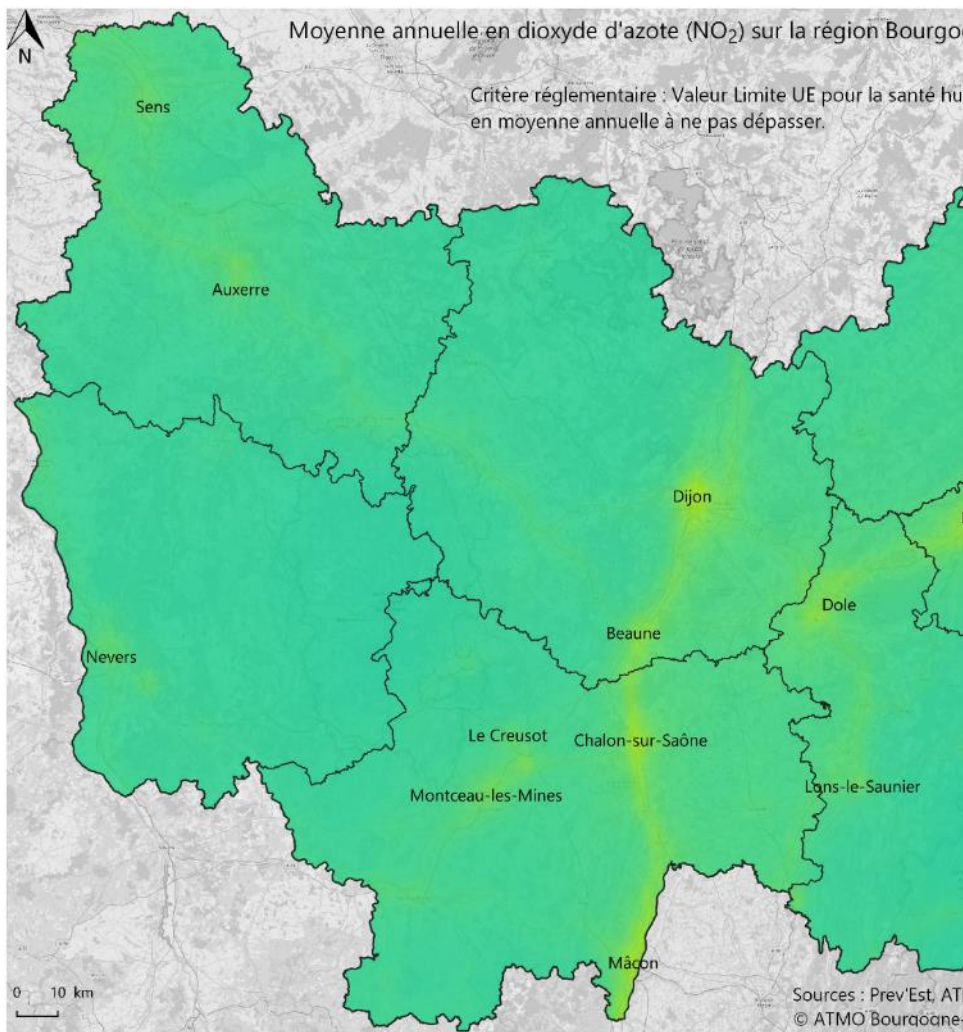 Moyenne annuelle en dioxyde d'azote (NO₂) sur la région Bourgo
N
Critère réglementaire : Valeur Limite UE pour la santé hu
en moyenne annuelle à ne pas dépasser.
Sens
Auxerre
Dijon
Dole
Beaune
Nevers
Le Creusot
Chalon-sur-Saône
Montceau-les-Mines
Lons-le-Saunier
Mâcon
0 10 km
Sources : Prev'Est, AT
© ATMO Bourgogne-